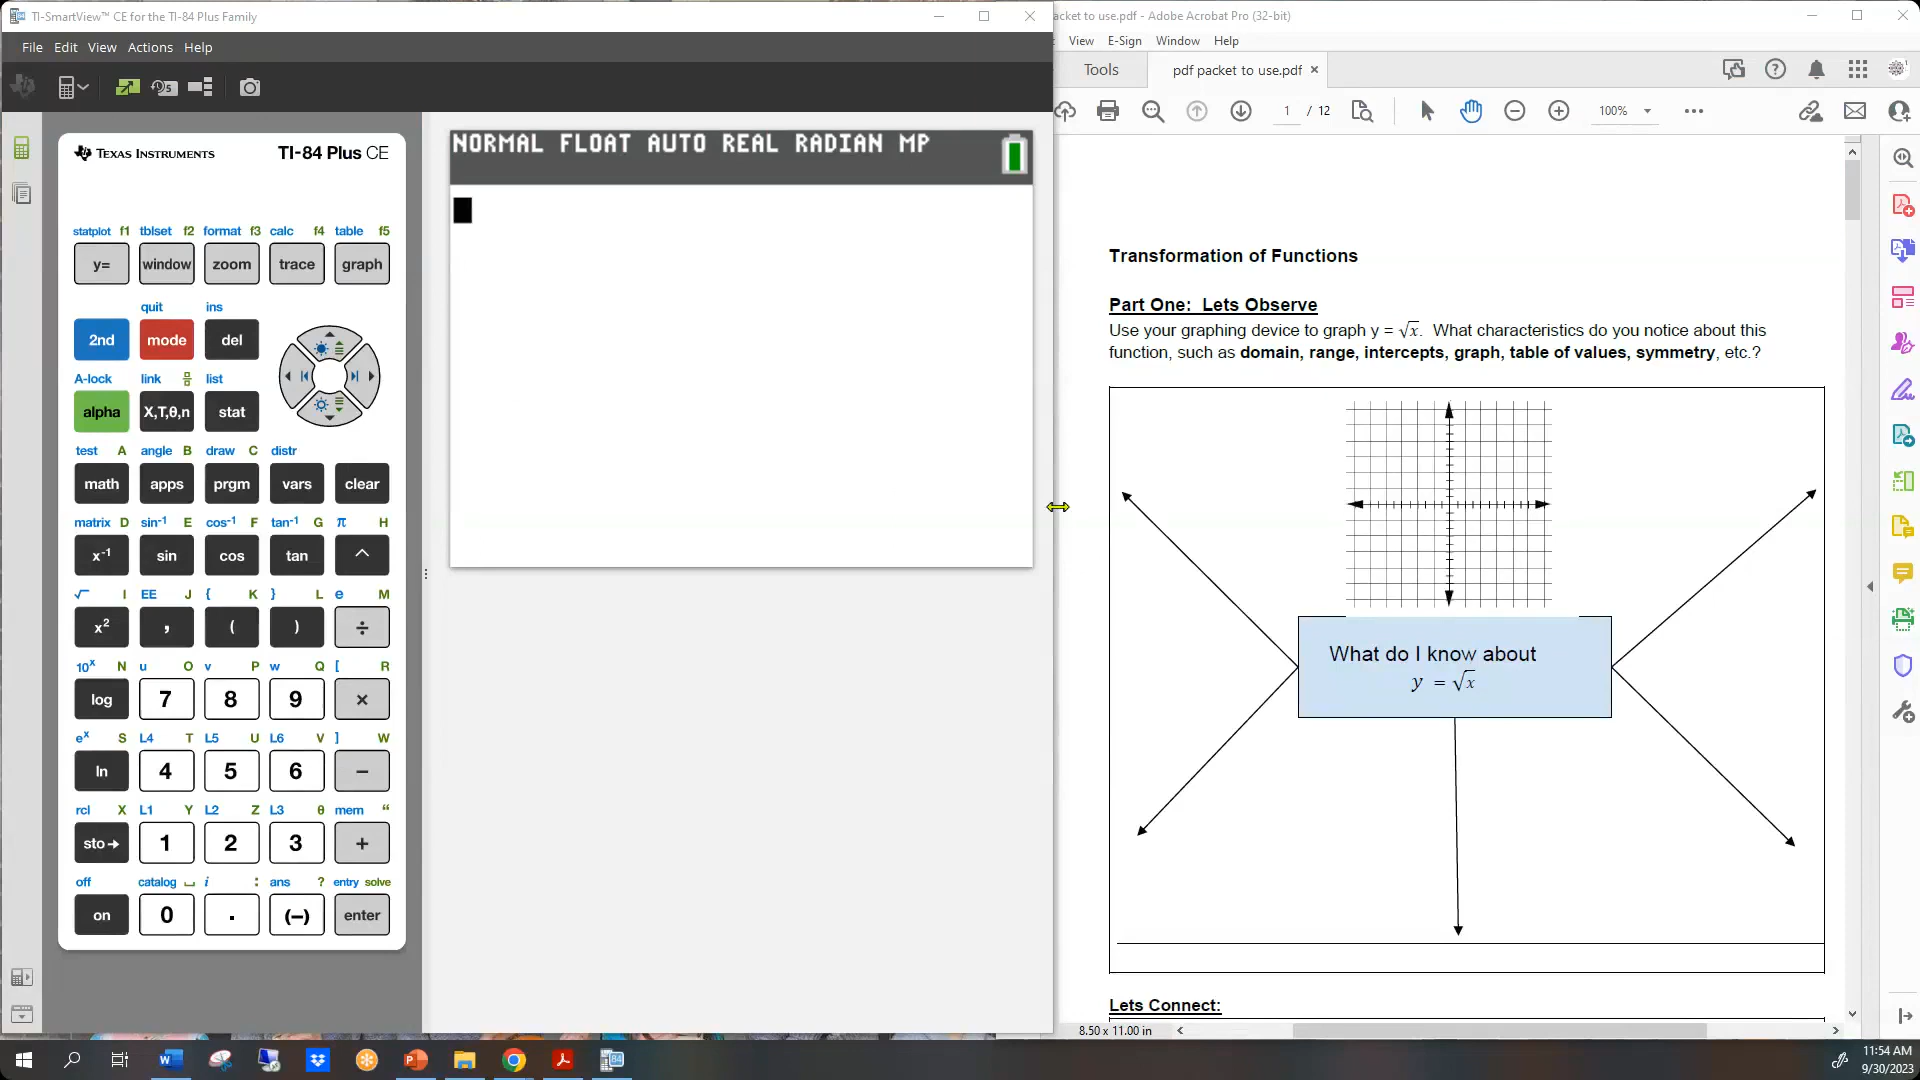 TI-SmartView™ CE for the TI-84 Plus Family
File Edit View Actions Help
TEXAS INSTRUMENTS TI-84 Plus CE
statplot f1 tblset f2 format f3 calc f4 table f5
y= window zoom trace graph
quit ins
2nd mode del
A-lock link list
alpha X,T,θ,n stat
test A angle B draw C distr
math apps prgm vars clear
matrix D sin⁻¹ E cos⁻¹ F tan⁻¹ G π H
x⁻¹ sin cos tan ^
√ I EE J { K } L e M
x² , ( ) ÷
10ˣ N u O v P w Q [ R
log 7 8 9 ×
eˣ S L4 T L5 U L6 V ] W
ln 4 5 6 −
rcl X L1 Y L2 Z L3 θ mem “
sto→ 1 2 3 +
off catalog ⎵ i : ans ? entry solve
on 0 . (−) enter
NORMAL FLOAT AUTO REAL RADIAN MP
acket to use.pdf - Adobe Acrobat Pro (32-bit)
View E-Sign Window Help
Tools pdf packet to use.pdf ×
1 / 12 100%
Transformation of Functions
Part One: Lets Observe
Use your graphing device to graph y = √x. What characteristics do you notice about this
function, such as domain, range, intercepts, graph, table of values, symmetry, etc.?
What do I know about
y = √x
Lets Connect:
8.50 x 11.00 in
11:54 AM
9/30/2023